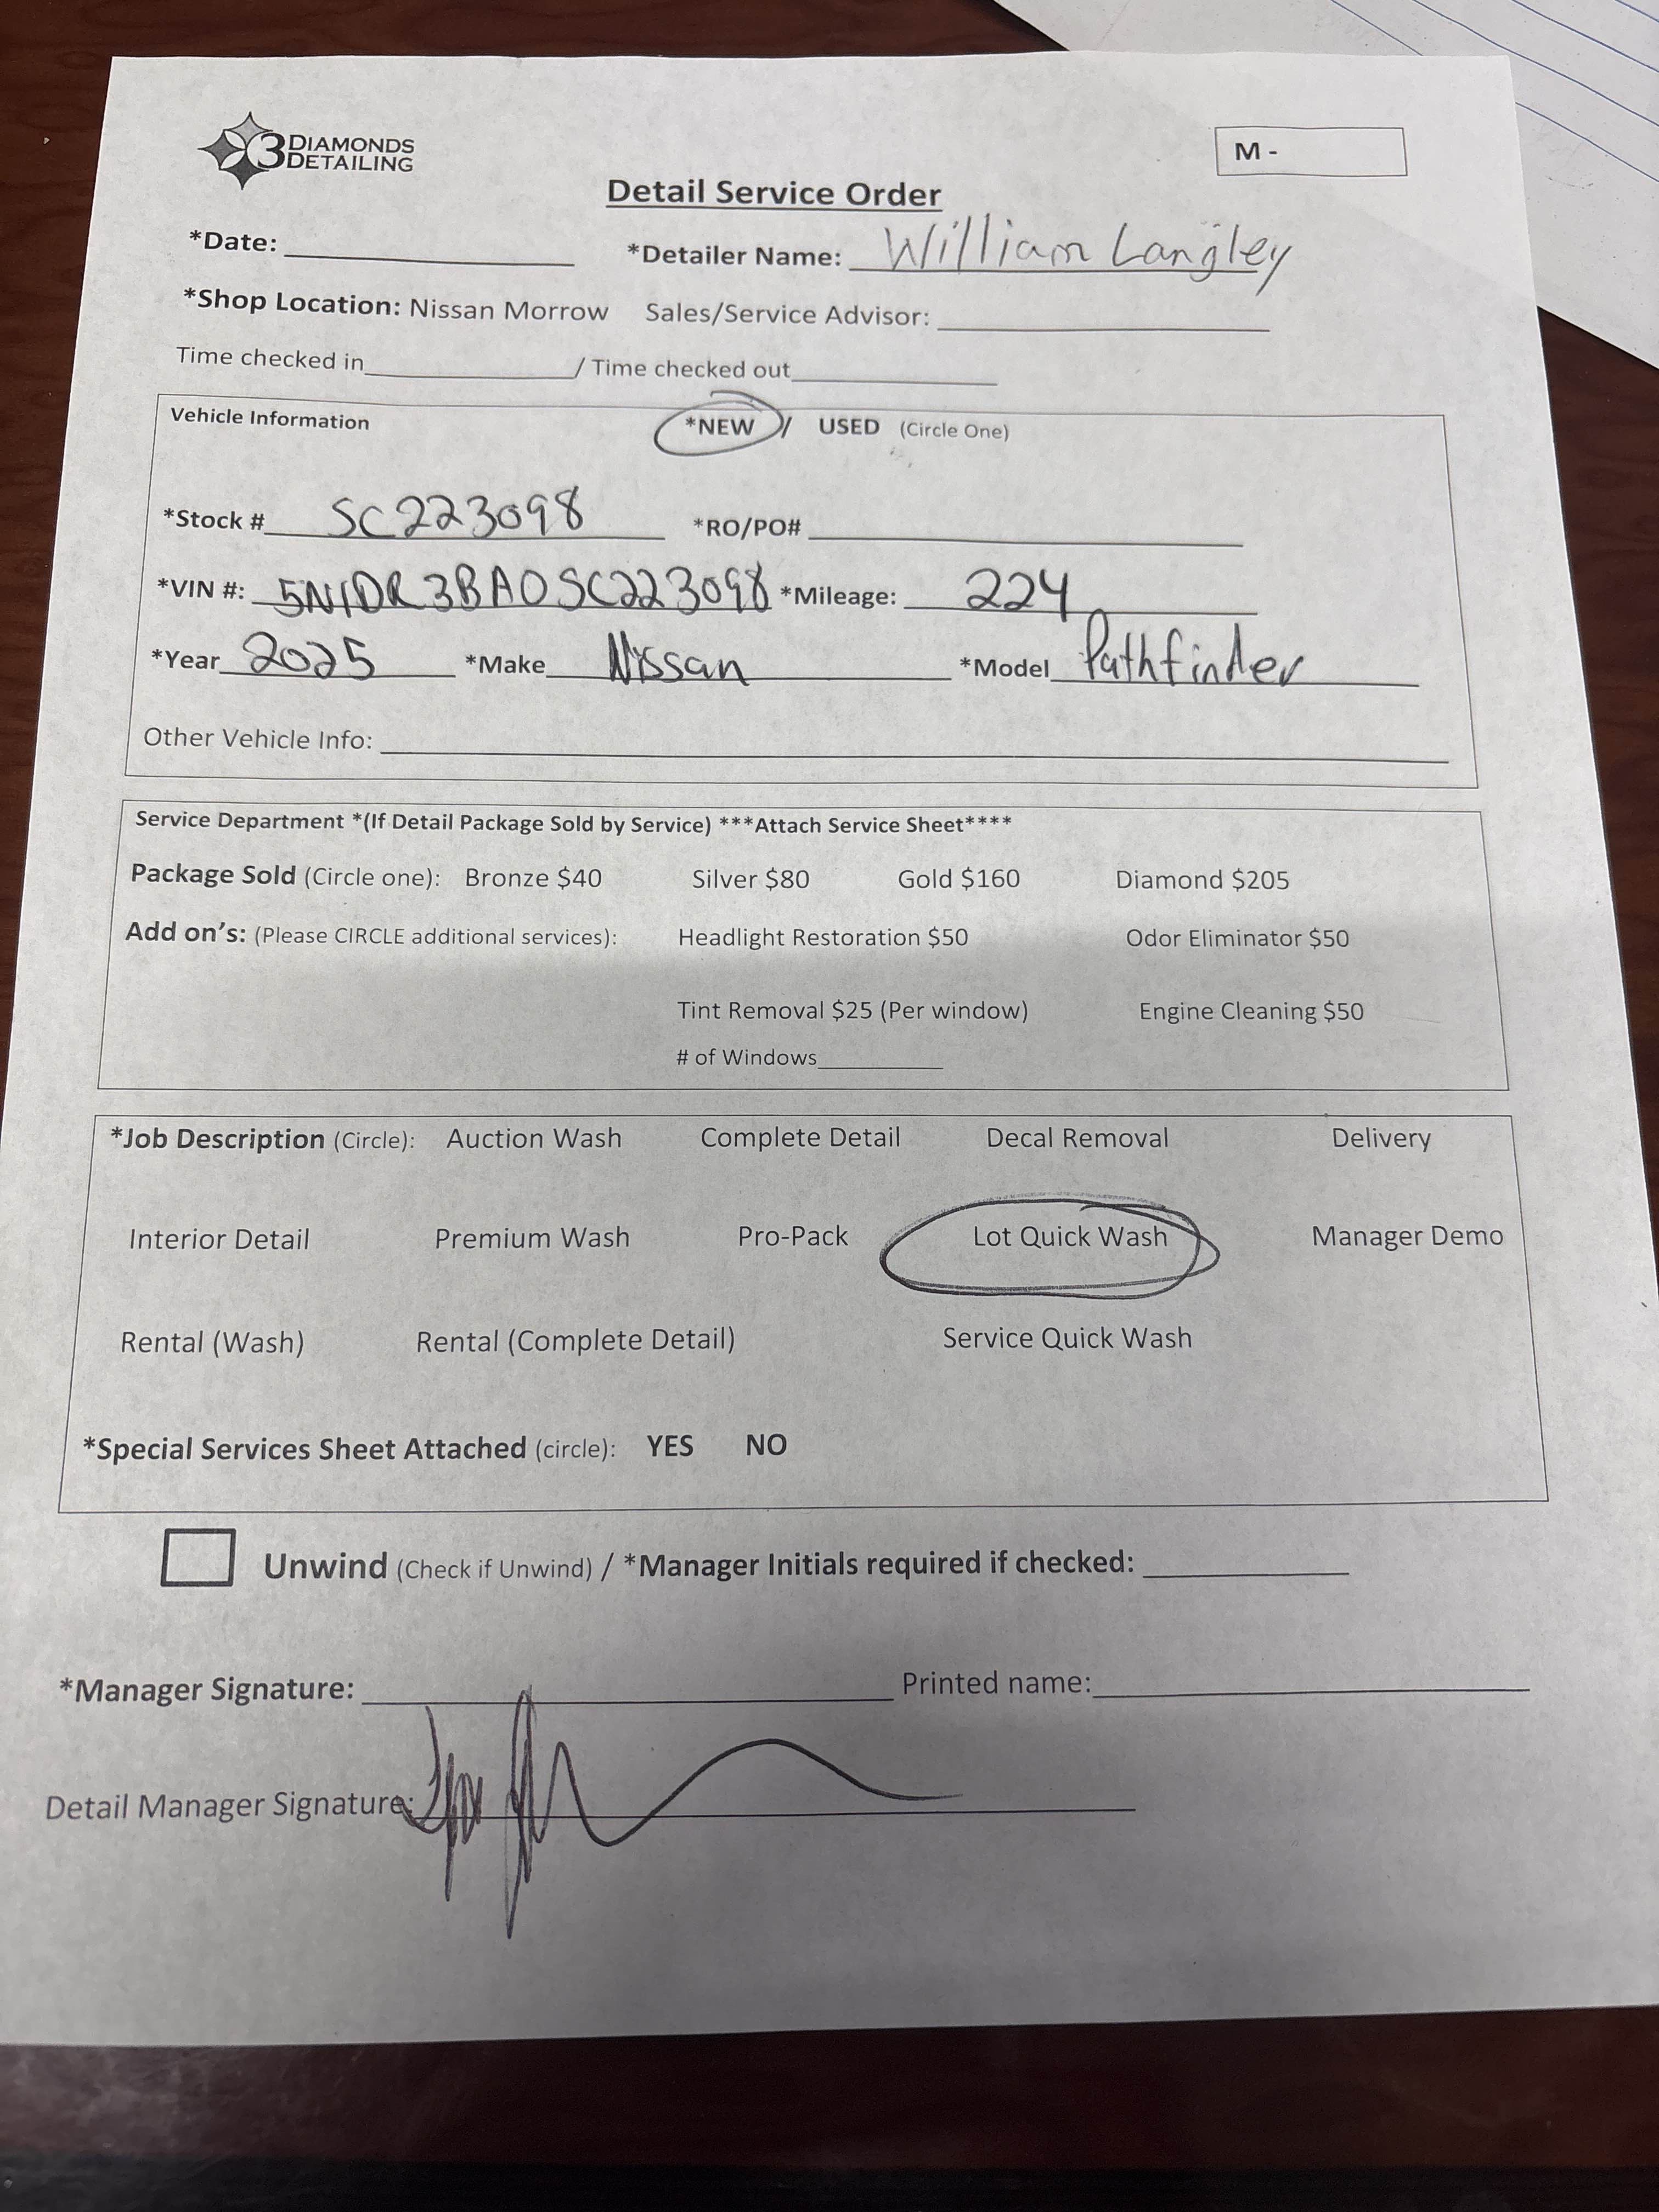 3 DIAMONDS
DETAILING
M -
Detail Service Order
*Date: *Detailer Name: William Langley
*Shop Location: Nissan Morrow Sales/Service Advisor:
Time checked in / Time checked out
Vehicle Information *NEW / USED (Circle One)
*Stock # SC223098 *RO/PO#
*VIN #: 5N1DR3BA0SC223098 *Mileage: 224
*Year 2025 *Make Nissan *Model Pathfinder
Other Vehicle Info:
Service Department *(If Detail Package Sold by Service) ***Attach Service Sheet****
Package Sold (Circle one): Bronze $40 Silver $80 Gold $160 Diamond $205
Add on's: (Please CIRCLE additional services): Headlight Restoration $50 Odor Eliminator $50
Tint Removal $25 (Per window) Engine Cleaning $50
# of Windows
*Job Description (Circle): Auction Wash Complete Detail Decal Removal Delivery
Interior Detail Premium Wash Pro-Pack Lot Quick Wash Manager Demo
Rental (Wash) Rental (Complete Detail) Service Quick Wash
*Special Services Sheet Attached (circle): YES NO
Unwind (Check if Unwind) / *Manager Initials required if checked:
*Manager Signature: Printed name:
Detail Manager Signature: